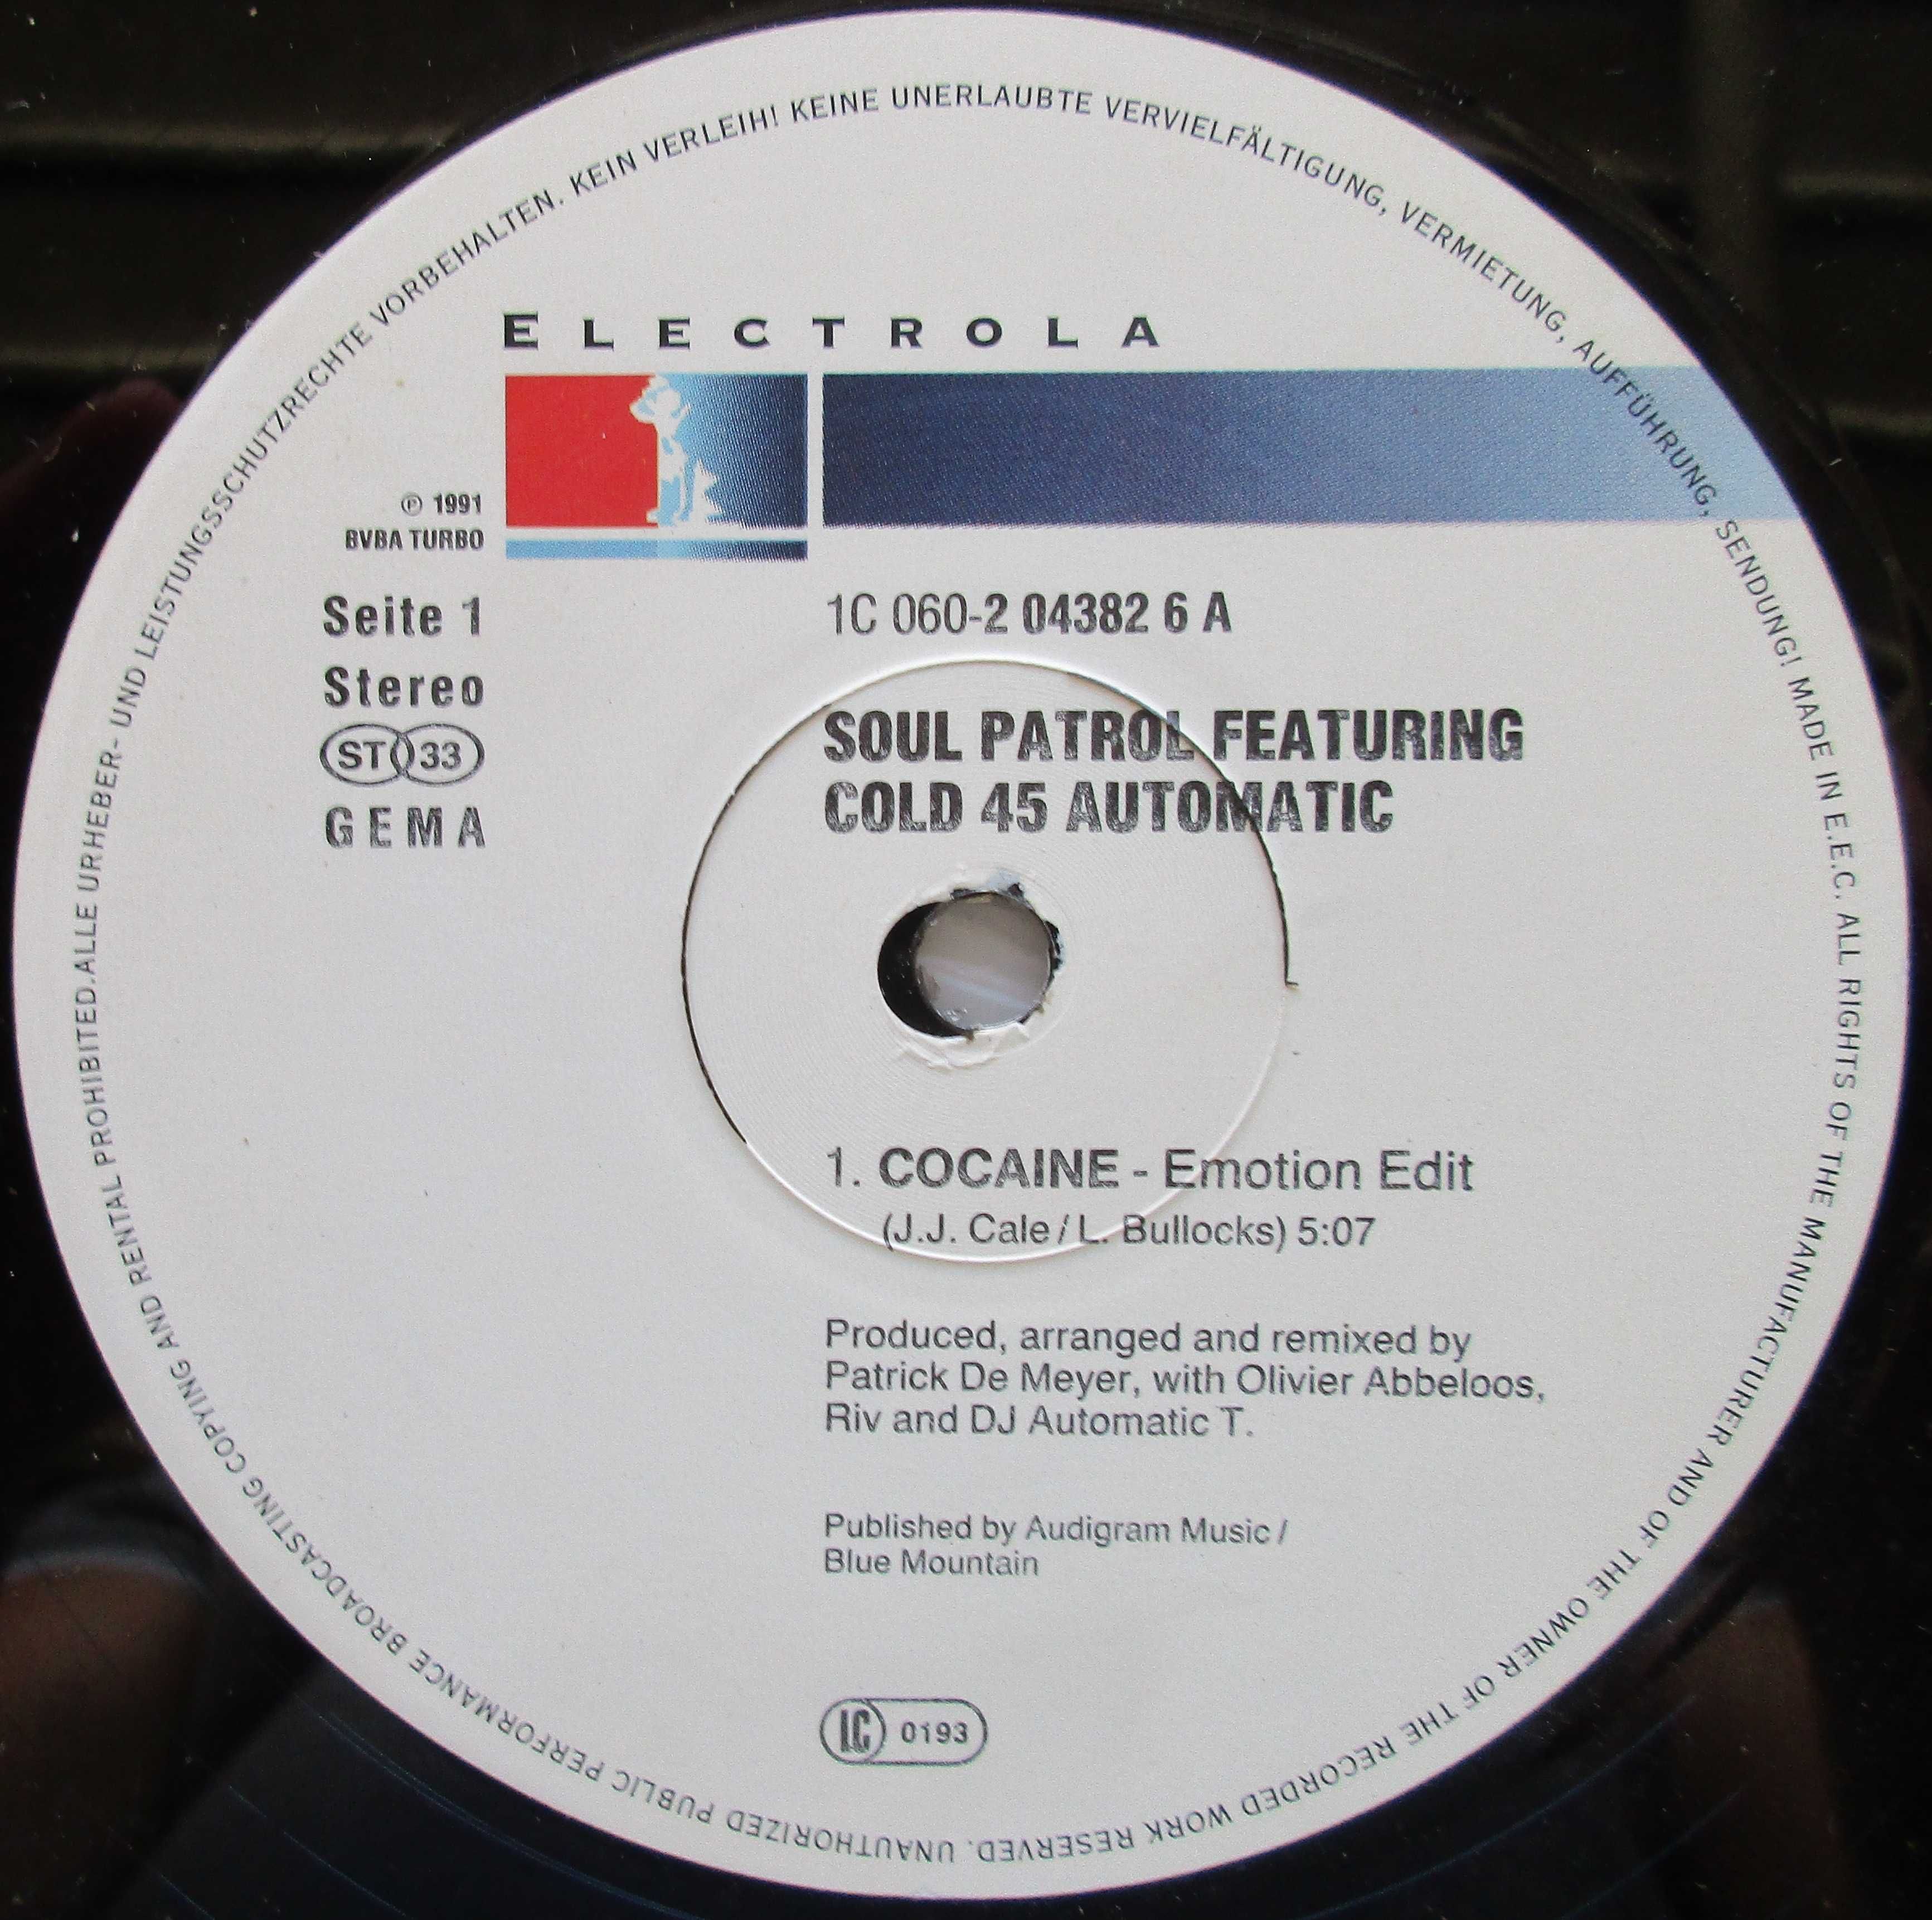 ALLE URHEBER- UND LEISTUNGSSCHUTZRECHTE VORBEHALTEN. KEIN VERLEIH! KEINE UNERLAUBTE VERVIELFÄLTIGUNG, VERMIETUNG, AUFFÜHRUNG, SENDUNG! MADE IN E.E.C. ALL RIGHTS OF THE MANUFACTURER AND OF THE OWNER OF THE RECORDED WORK RESERVED. UNAUTHORIZED PUBLIC PERFORMANCE BROADCASTING COPYING AND RENTAL PROHIBITED.
ELECTROLA
℗ 1991
BVBA TURBO
Seite 1
Stereo
ST 33
GEMA
1C 060-2 04382 6 A
SOUL PATROL FEATURING
COLD 45 AUTOMATIC
1. COCAINE - Emotion Edit
(J.J. Cale / L. Bullocks) 5:07
Produced, arranged and remixed by
Patrick De Meyer, with Olivier Abbeloos,
Riv and DJ Automatic T.
Published by Audigram Music /
Blue Mountain
LC 0193